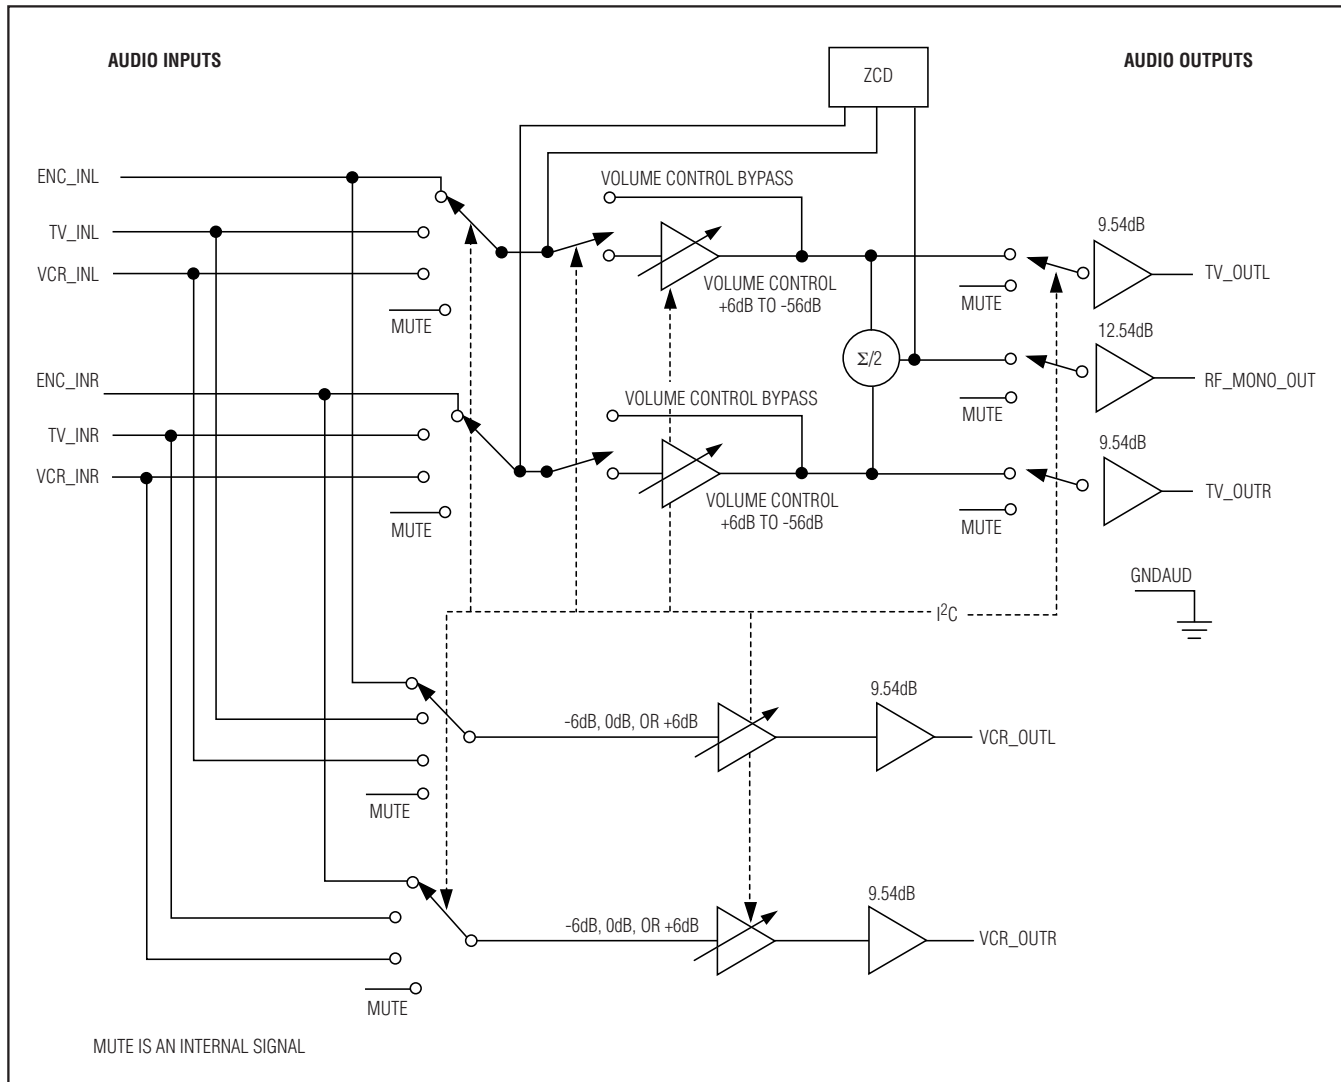 AUDIO INPUTS
AUDIO OUTPUTS
ZCD
ENC_INL
VOLUME CONTROL BYPASS
TV_INL
9.54dB
VCR_INL
TV_OUTL
VOLUME CONTROL
+6dB TO -56dB
MUTE
MUTE
12.54dB
Σ/2
ENC_INR
RF_MONO_OUT
VOLUME CONTROL BYPASS
MUTE
TV_INR
9.54dB
VCR_INR
TV_OUTR
VOLUME CONTROL
+6dB TO -56dB
MUTE
MUTE
GNDAUD
I²C
9.54dB
-6dB, 0dB, OR +6dB
VCR_OUTL
MUTE
9.54dB
-6dB, 0dB, OR +6dB
VCR_OUTR
MUTE
MUTE IS AN INTERNAL SIGNAL